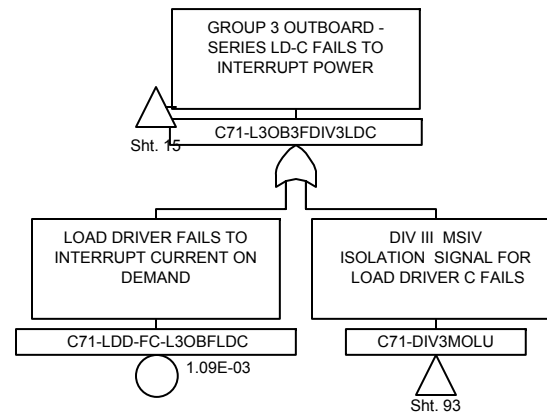 GROUP 3 OUTBOARD -
SERIES LD-C FAILS TO
INTERRUPT POWER
C71-L3OB3FDIV3LDC
Sht. 15
LOAD DRIVER FAILS TO
INTERRUPT CURRENT ON
DEMAND
C71-LDD-FC-L3OBFLDC
1.09E-03
DIV III MSIV
ISOLATION SIGNAL FOR
LOAD DRIVER C FAILS
C71-DIV3MOLU
Sht. 93